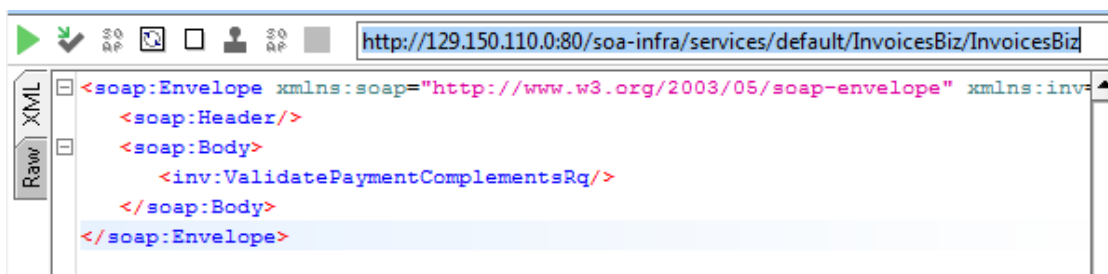 http://129.150.110.0:80/soa-infra/services/default/InvoicesBiz/InvoicesBiz
XML
Raw
<soap:Envelope xmlns:soap="http://www.w3.org/2003/05/soap-envelope" xmlns:inv=
<soap:Header/>
<soap:Body>
<inv:ValidatePaymentComplementsRq/>
</soap:Body>
</soap:Envelope>